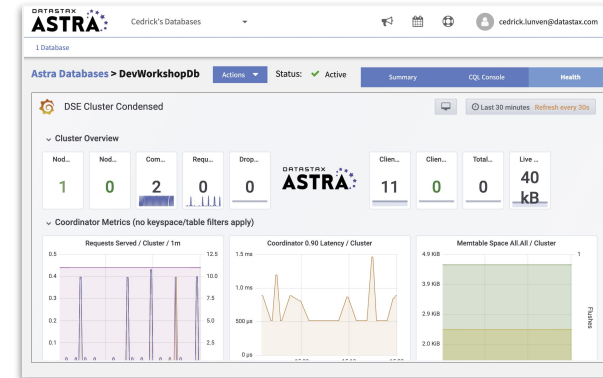 DATASTAX
ASTRA
Cedrick's Databases
cedrick.lunven@datastax.com
1 Database
Astra Databases > DevWorkshopDb
Actions
Status: ✔ Active
Summary
CQL Console
Health
DSE Cluster Condensed
Last 30 minutes Refresh every 30s
Cluster Overview
Nod...
Nod...
Com...
Requ...
Drop...
DATASTAX
ASTRA
Clien...
Clien...
Total...
Live ...
1
0
2
0
0
11
0
0
40
kB
Coordinator Metrics (no keyspace/table filters apply)
Requests Served / Cluster / 1m
Coordinator 0.90 Latency / Cluster
Memtable Space All.All / Cluster
0.5
0.4
0.3
0.2
0.1
12.5
10.0
7.5
5.0
2.5
1.5 ms
1.0 ms
500 µs
0 µs
4.9 KiB
3.9 KiB
2.9 KiB
2.0 KiB
1
Flushes